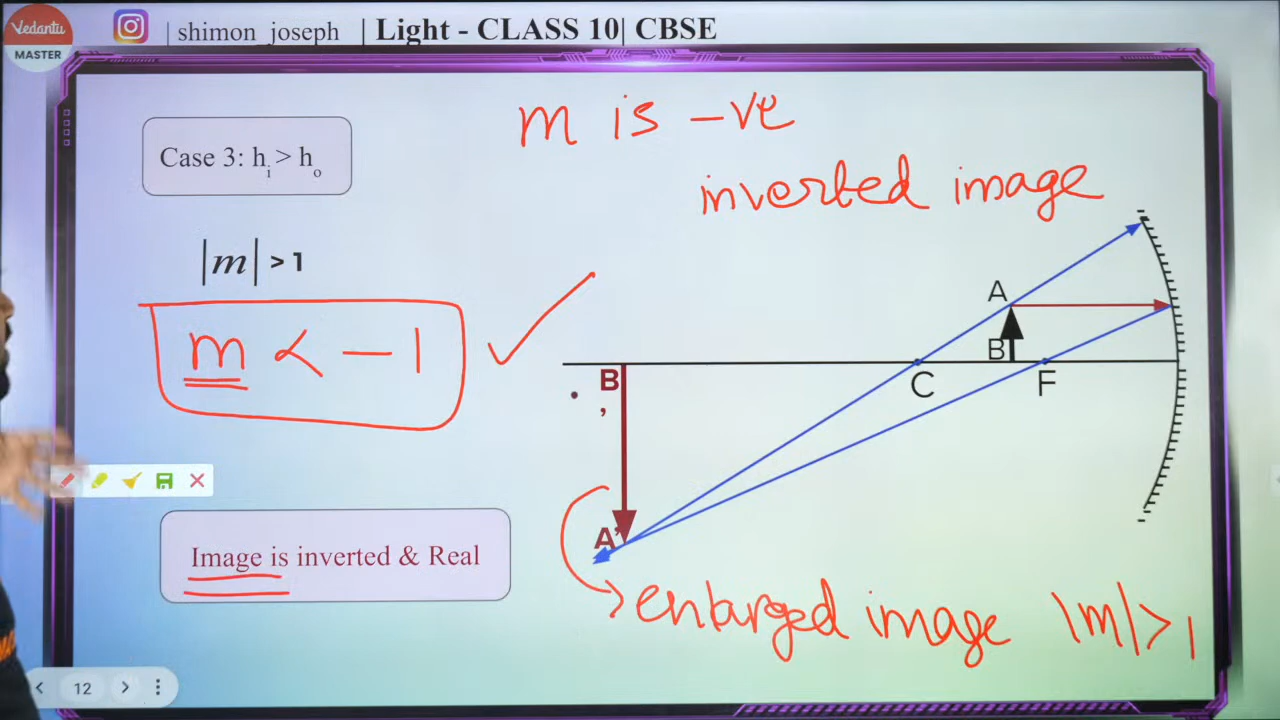 Vedantu
MASTER
| shimon_joseph | Light - CLASS 10| CBSE
m is -ve
Case 3: hi > ho
inverted image
|m| > 1
m < -1
A
B
C
F
B
,
A'
Image is inverted & Real
enlarged image |m|>1
12